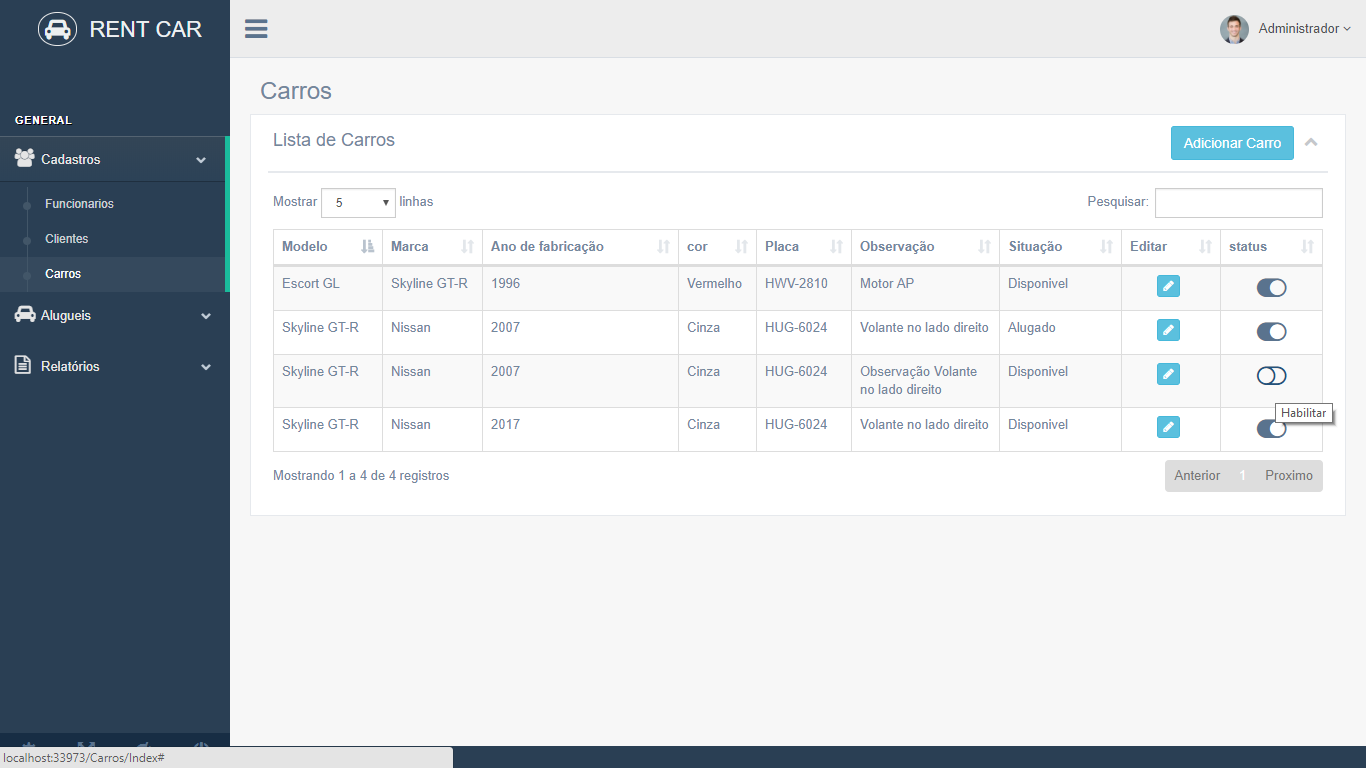 RENT CAR
Administrador
GENERAL
Cadastros
Funcionarios
Clientes
Carros
Alugueis
Relatórios
Carros
Lista de Carros
Adicionar Carro
Mostrar 5 linhas
Pesquisar:
Modelo Marca Ano de fabricação cor Placa Observação Situação Editar status
Escort GL Skyline GT-R 1996 Vermelho HWV-2810 Motor AP Disponivel
Skyline GT-R Nissan 2007 Cinza HUG-6024 Volante no lado direito Alugado
Skyline GT-R Nissan 2007 Cinza HUG-6024 Observação Volante Disponivel
no lado direito
Habilitar
Skyline GT-R Nissan 2017 Cinza HUG-6024 Volante no lado direito Disponivel
Mostrando 1 a 4 de 4 registros
Anterior 1 Proximo
localhost:33973/Carros/Index#